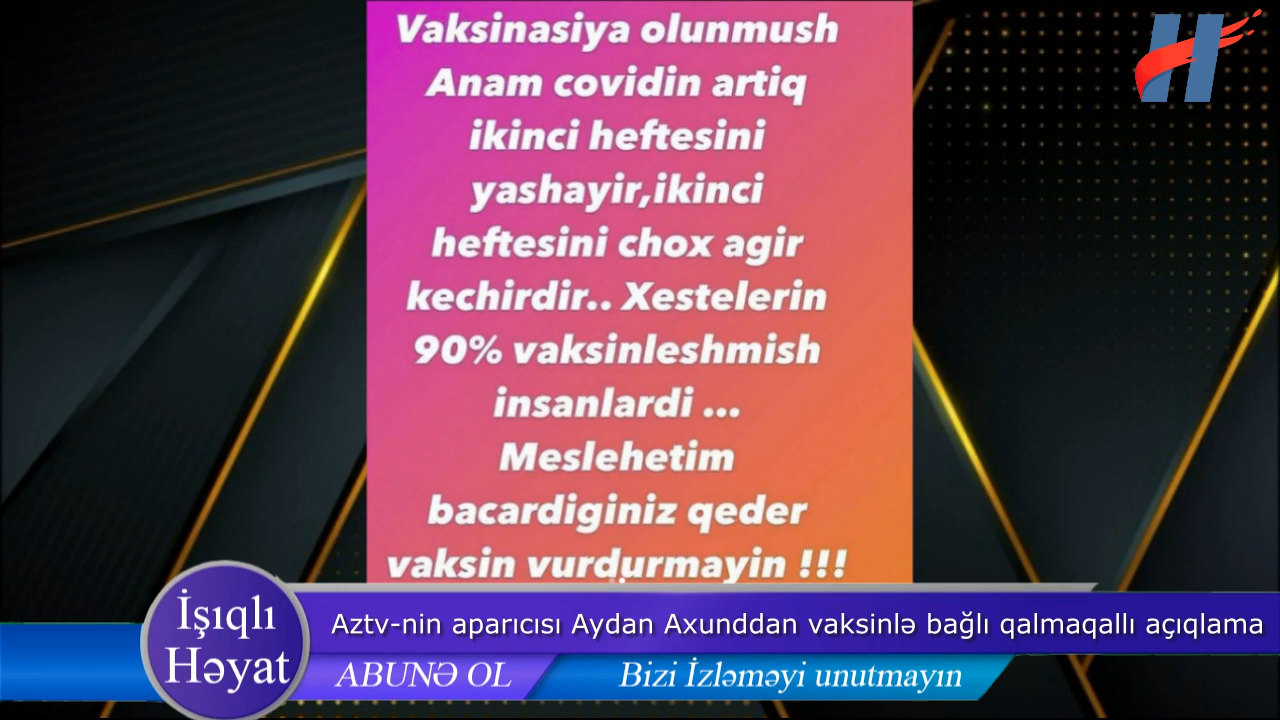 Vaksinasiya olunmush
Anam covidin artiq
ikinci heftesini
yashayir,ikinci
heftesini chox agir
kechirdir.. Xestelerin
90% vaksinleshmish
insanlardi ...
Meslehetim
bacardiginiz qeder
vaksin vurdurmayin !!!
İşıqlı
Həyat
Aztv-nin aparıcısı Aydan Axunddan vaksinlə bağlı qalmaqallı açıqlama
ABUNƏ OL
Bizi İzləməyi unutmayın
H